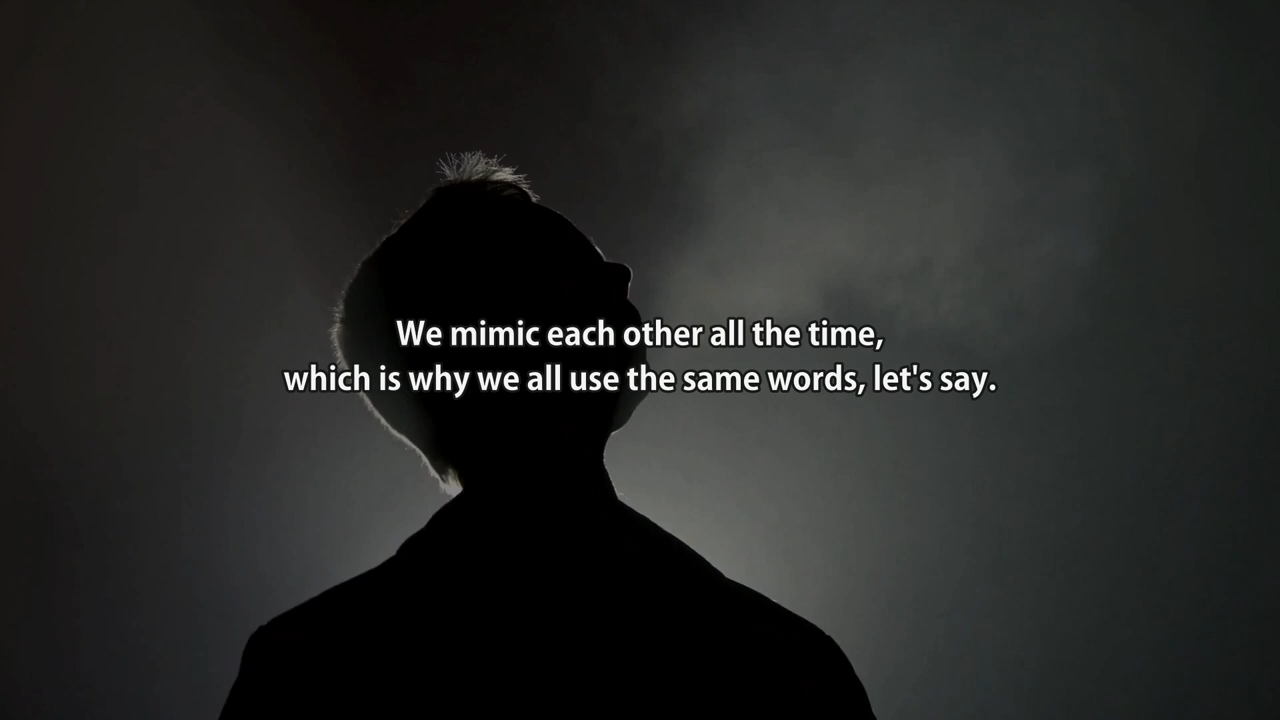 We mimic each other all the time,
which is why we all use the same words, let's say.